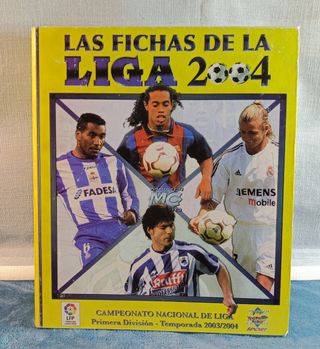 LAS FICHAS DE LA
LIGA 2004
FADESA
SIEMENS
mobile
MC
CAMPEONATO NACIONAL DE LIGA
Primera División - Temporada 2003/2004
LFP